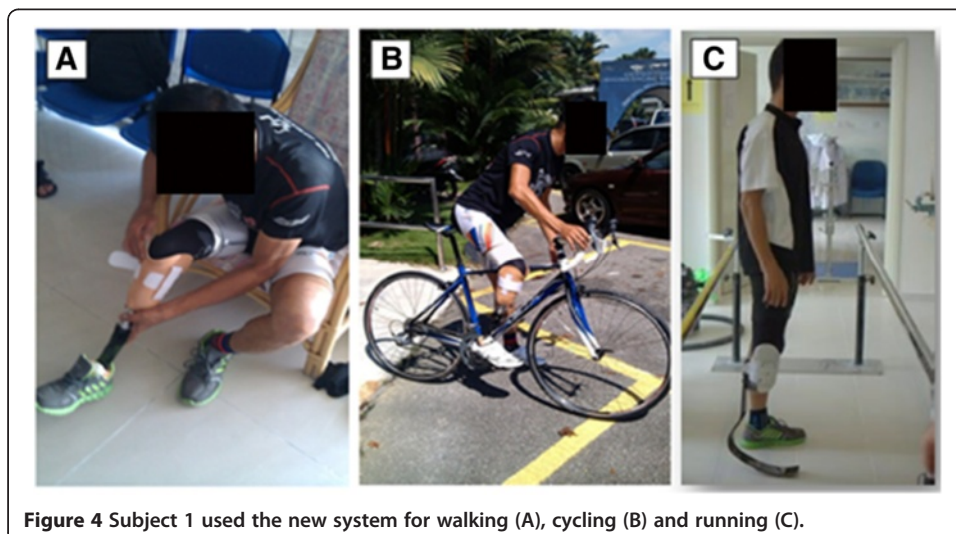 A
B
C
Figure 4 Subject 1 used the new system for walking (A), cycling (B) and running (C).